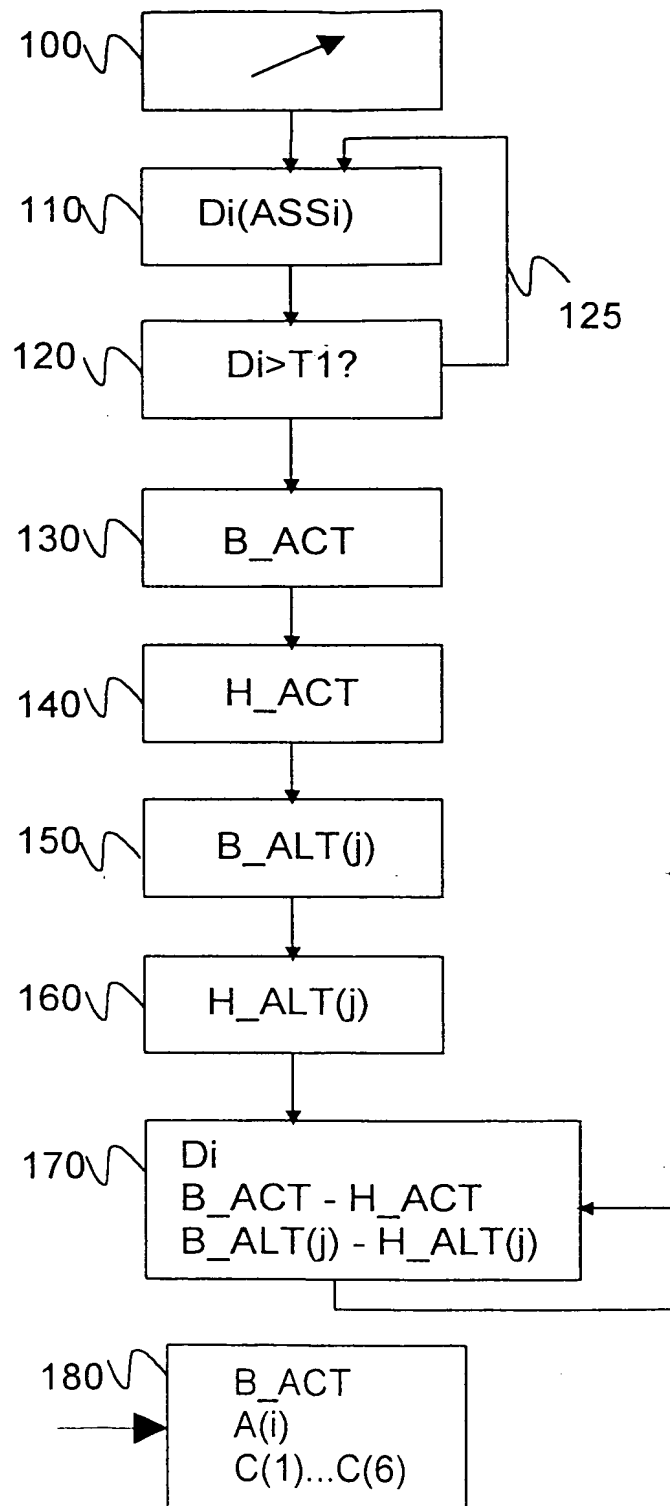 100
110
Di(ASSi)
125
120
Di>T1?
130
B_ACT
140
H_ACT
150
B_ALT(j)
160
H_ALT(j)
170
Di
B_ACT - H_ACT
B_ALT(j) - H_ALT(j)
180
B_ACT
A(i)
C(1)...C(6)